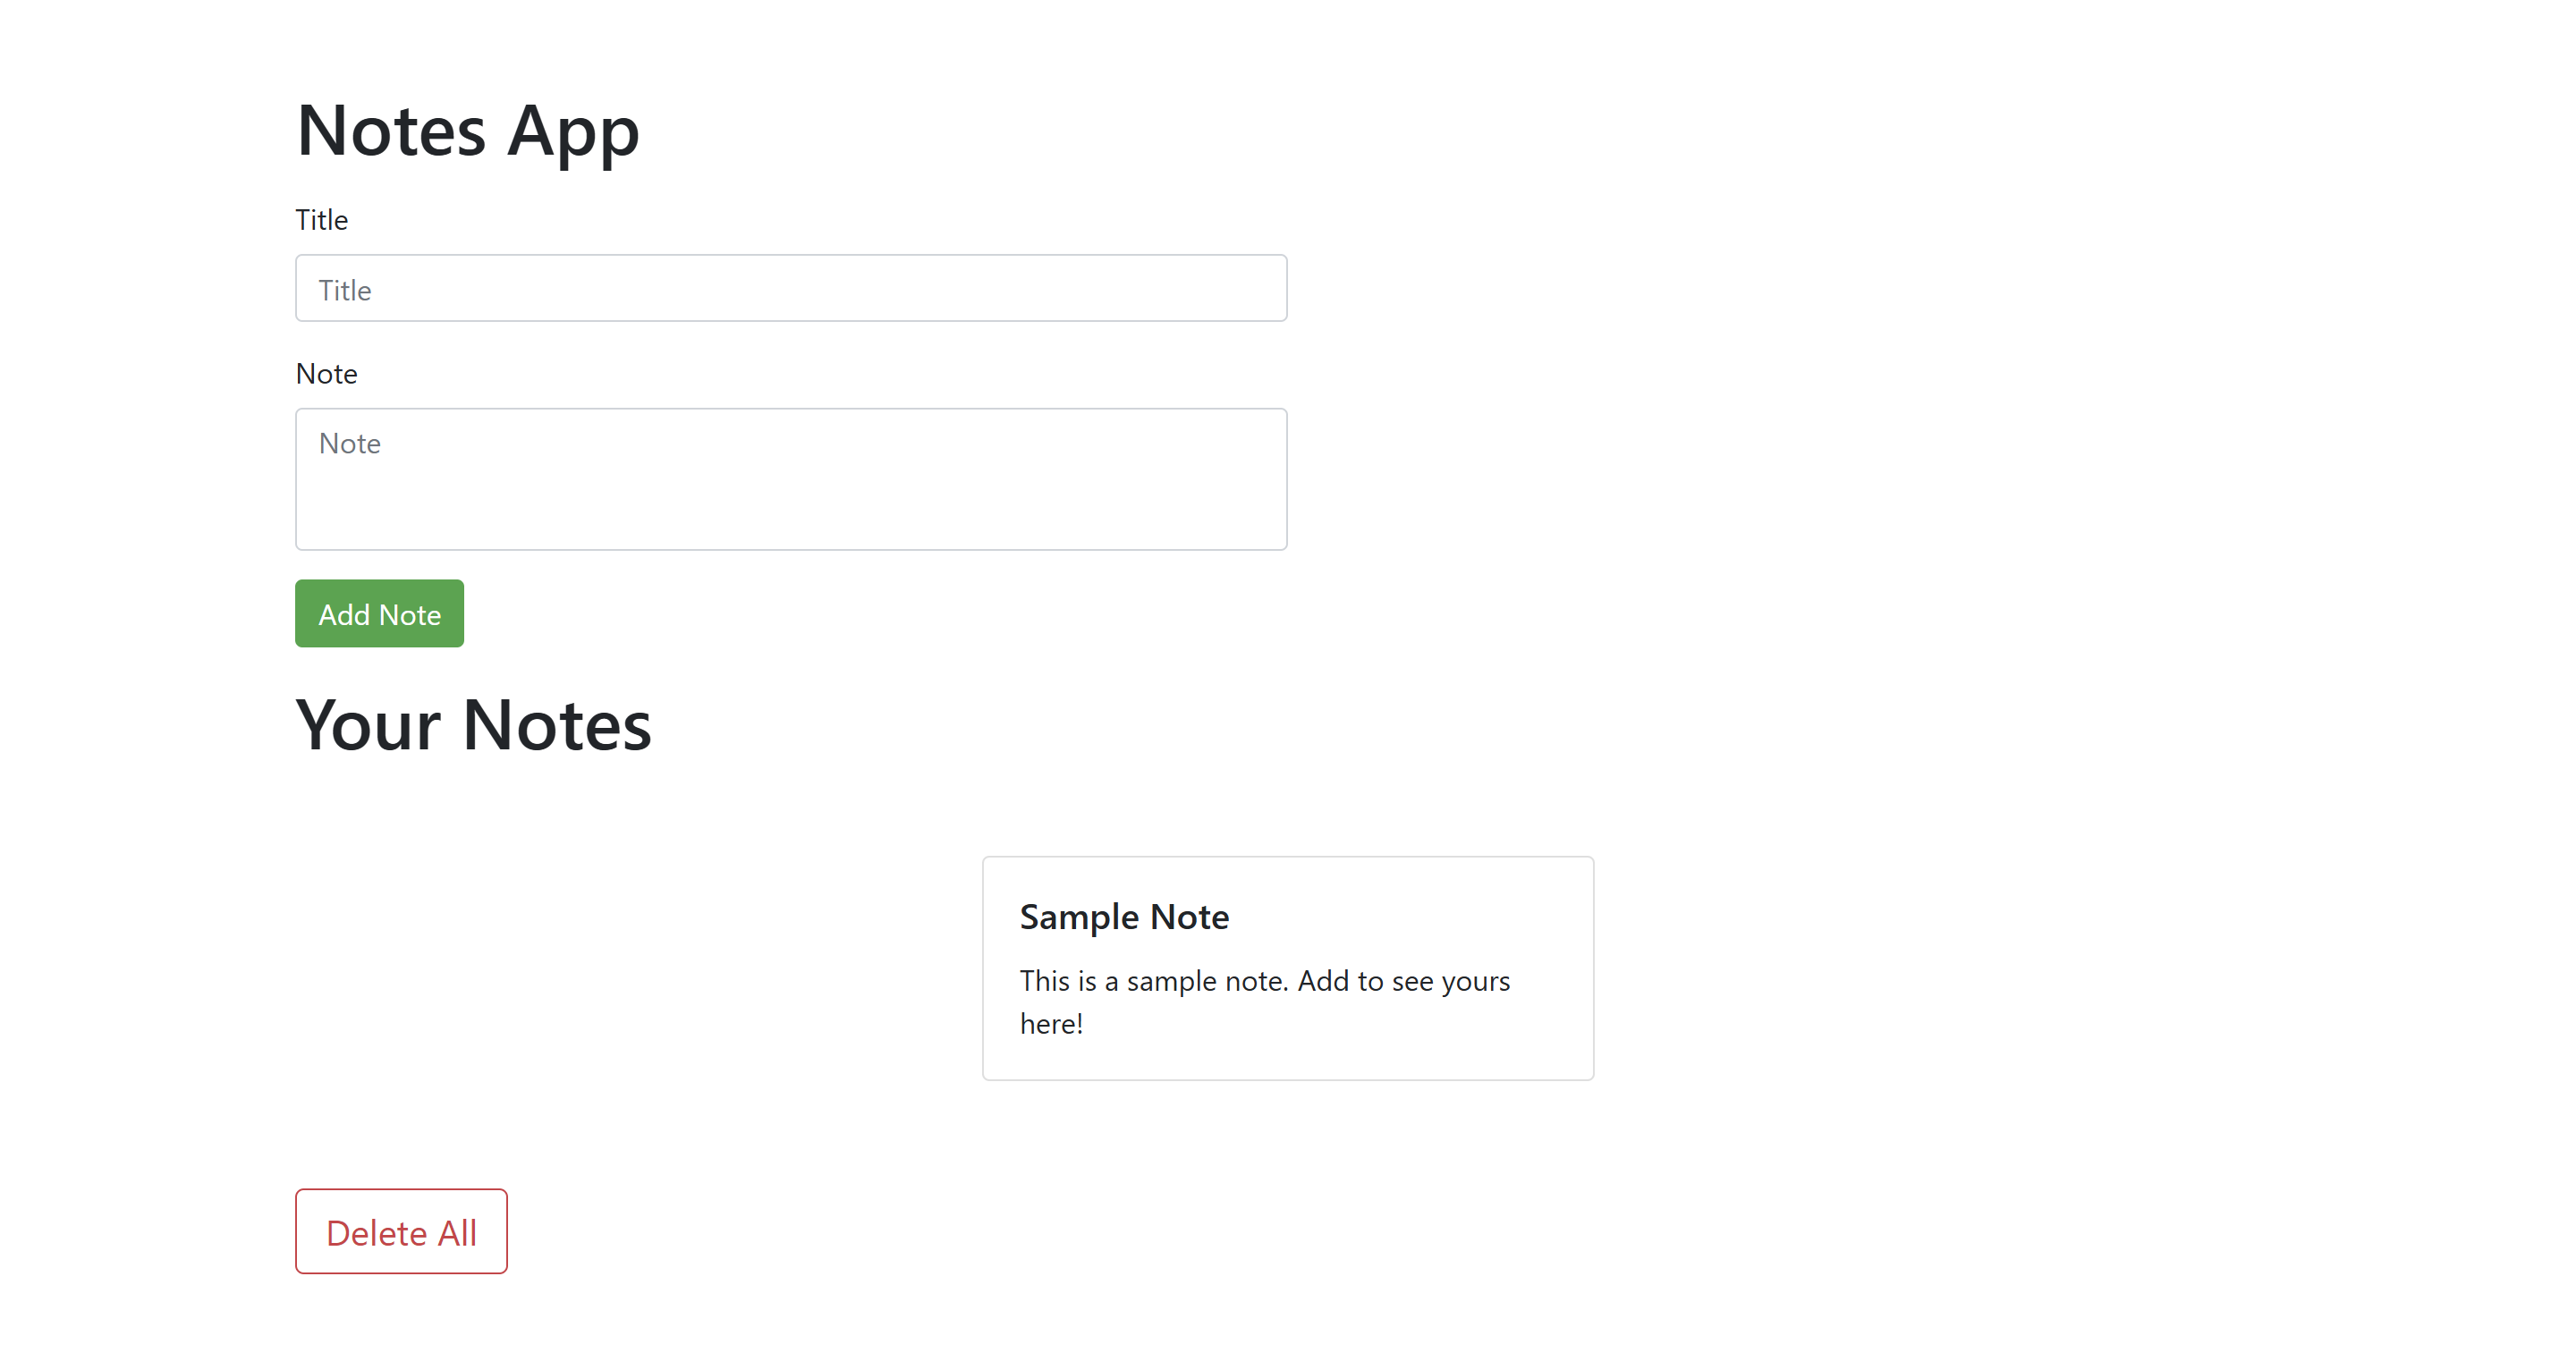 Notes App
Title
Title
Note
Note
Add Note
Your Notes
Sample Note
This is a sample note. Add to see yours
here!
Delete All